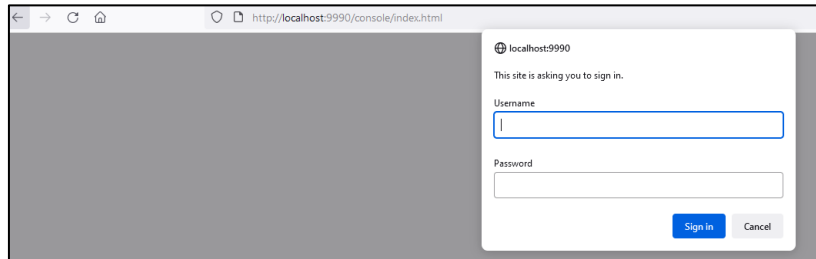 http://localhost:9990/console/index.html
localhost:9990
This site is asking you to sign in.
Username
Password
Sign in Cancel